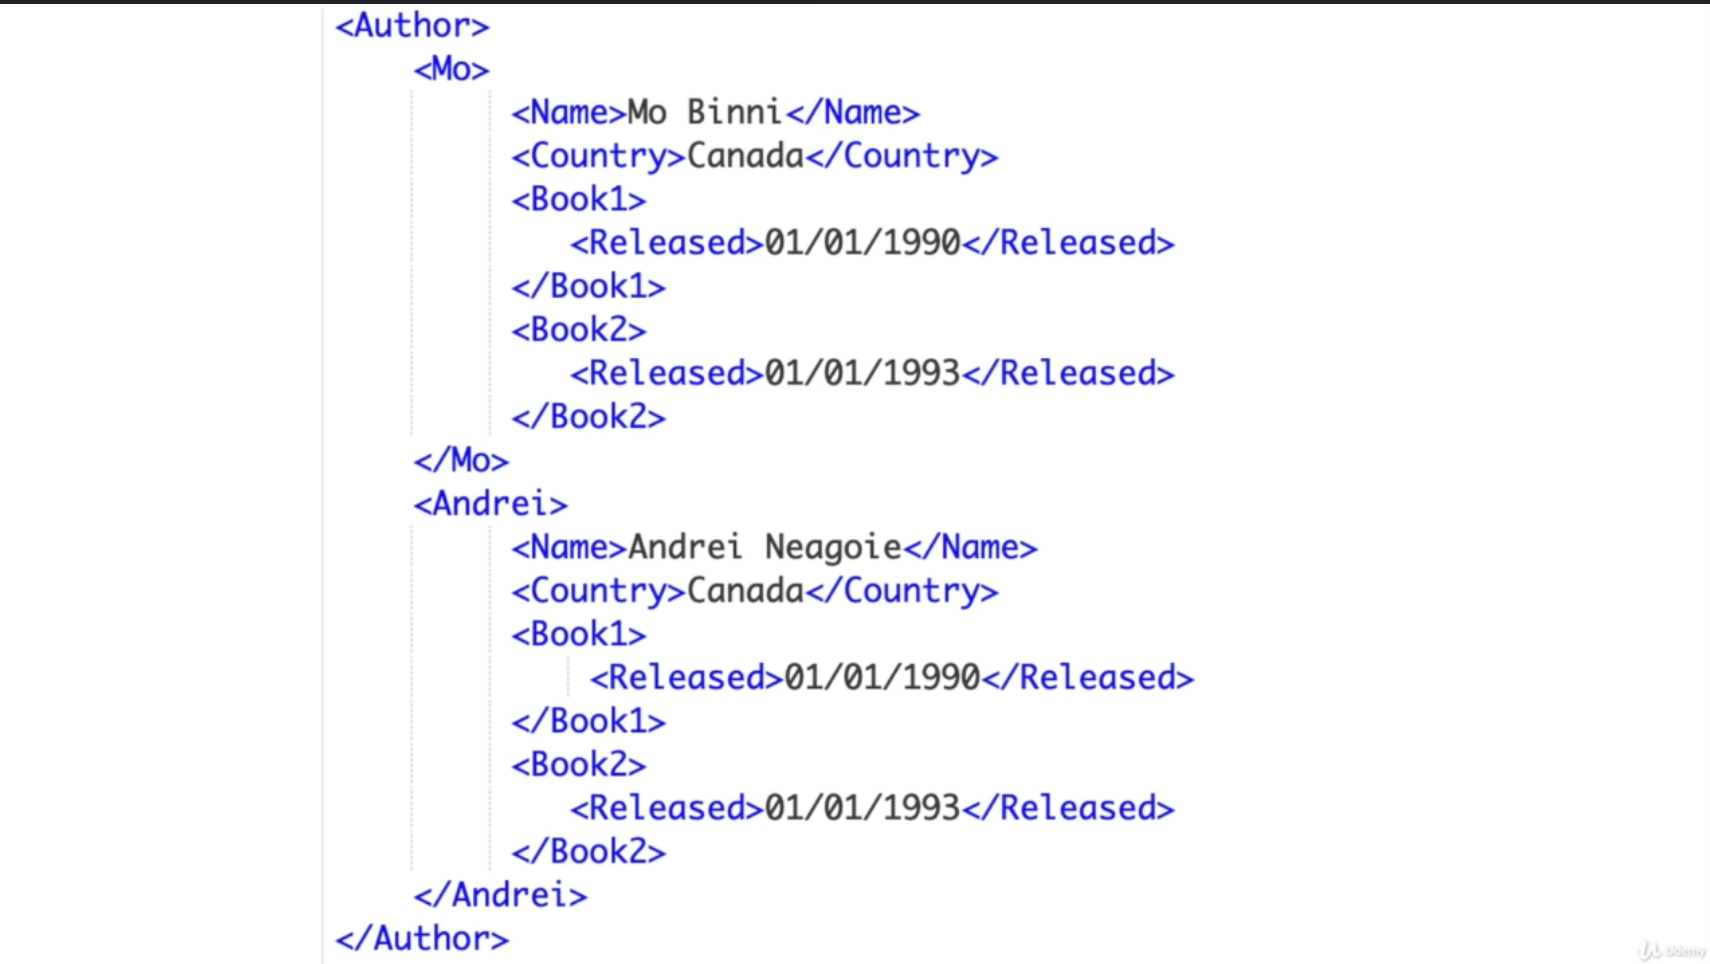 <Author>
<Mo>
<Name>Mo Binni</Name>
<Country>Canada</Country>
<Book1>
<Released>01/01/1990</Released>
</Book1>
<Book2>
<Released>01/01/1993</Released>
</Book2>
</Mo>
<Andrei>
<Name>Andrei Neagoie</Name>
<Country>Canada</Country>
<Book1>
<Released>01/01/1990</Released>
</Book1>
<Book2>
<Released>01/01/1993</Released>
</Book2>
</Andrei>
</Author>
Udemy